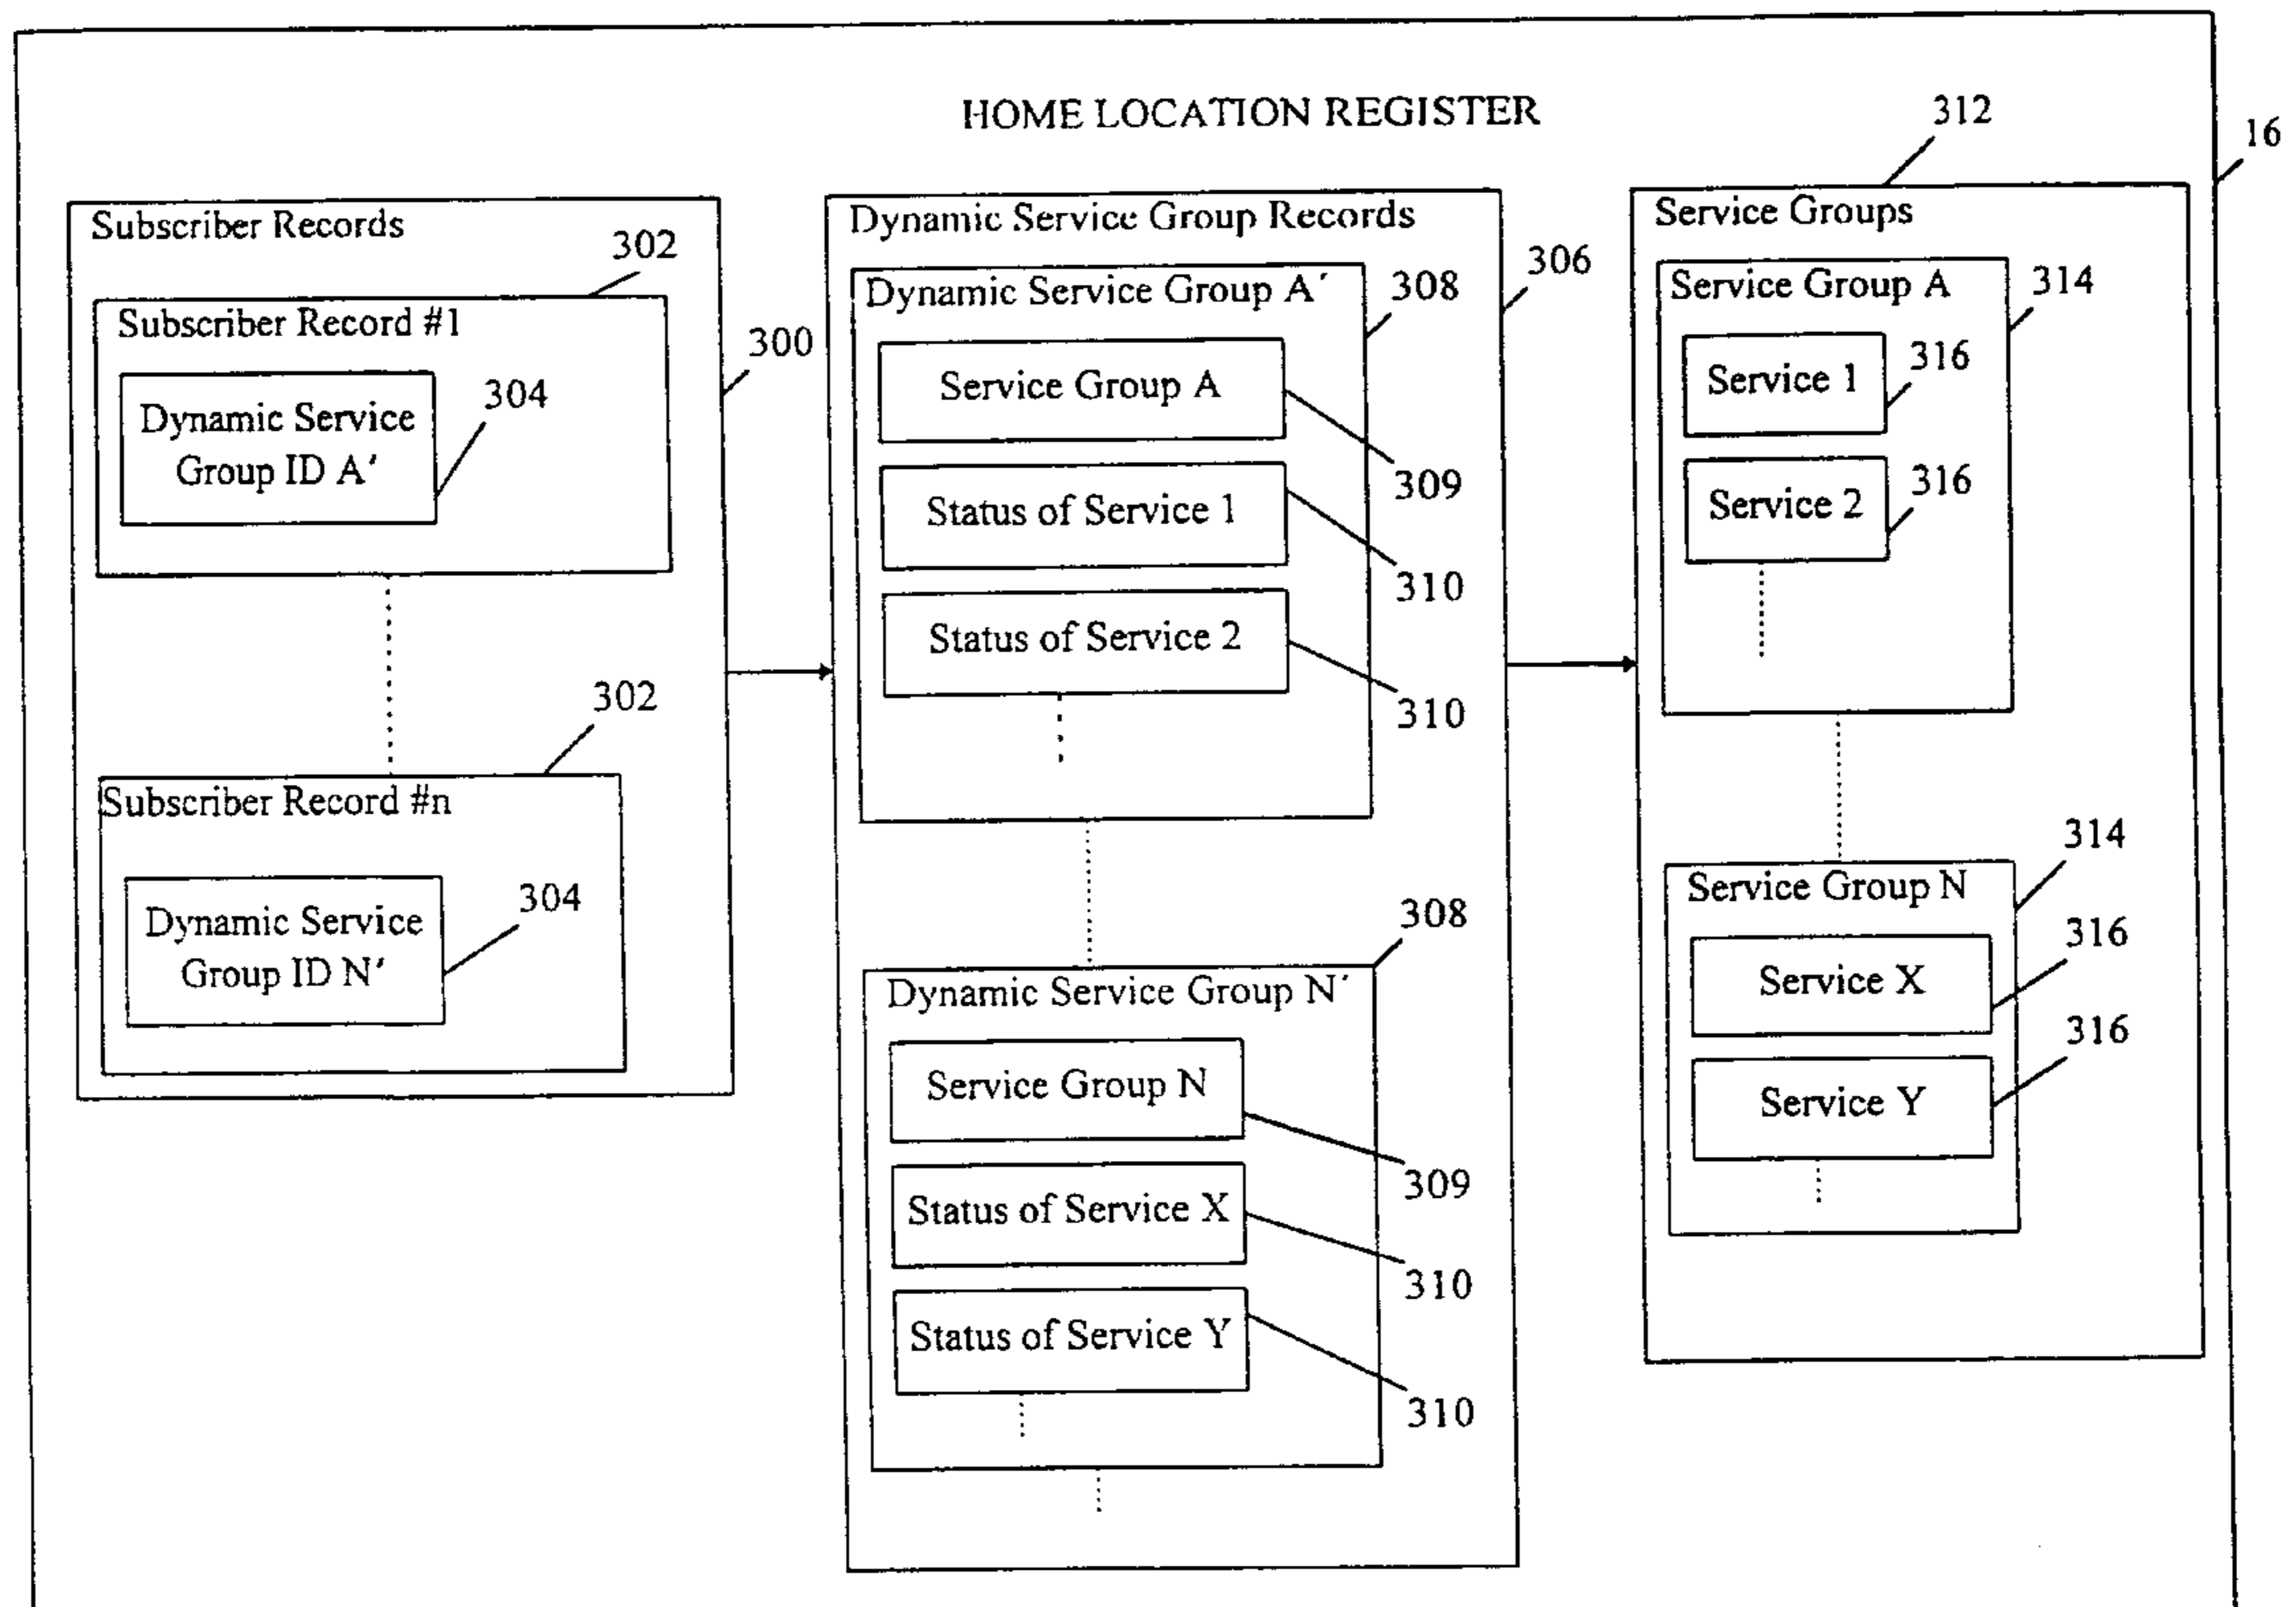 HOME LOCATION REGISTER
16
Subscriber Records
300
Subscriber Record #1
302
Dynamic Service
Group ID A′
304
Subscriber Record #n
302
Dynamic Service
Group ID N′
304
Dynamic Service Group Records
306
Dynamic Service Group A′
308
Service Group A
309
Status of Service 1
310
Status of Service 2
310
Dynamic Service Group N′
308
Service Group N
309
Status of Service X
310
Status of Service Y
310
312
Service Groups
Service Group A
314
Service 1
316
Service 2
316
Service Group N
314
Service X
316
Service Y
316